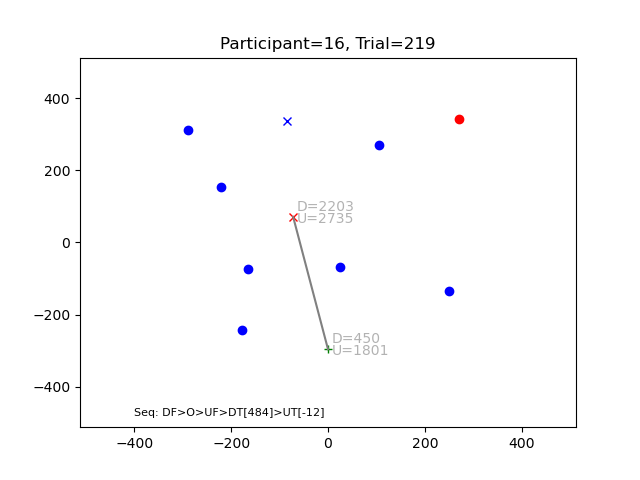 Participant=16, Trial=219
400
200
0
−200
−400
D=2203
U=2735
D=450
U=1801
Seq: DF>O>UF>DT[484]>UT[-12]
−400
−200
0
200
400